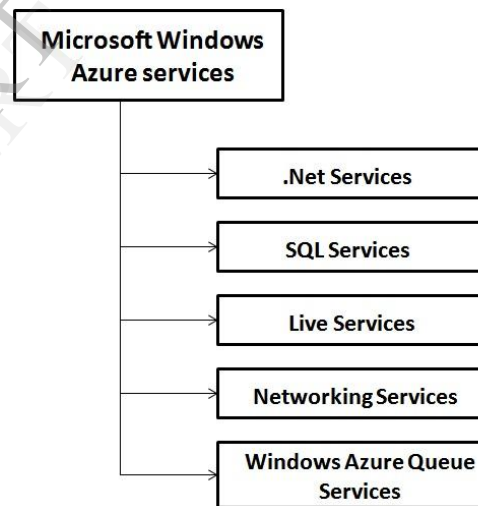 Microsoft Windows
Azure services
.Net Services
SQL Services
Live Services
Networking Services
Windows Azure Queue
Services